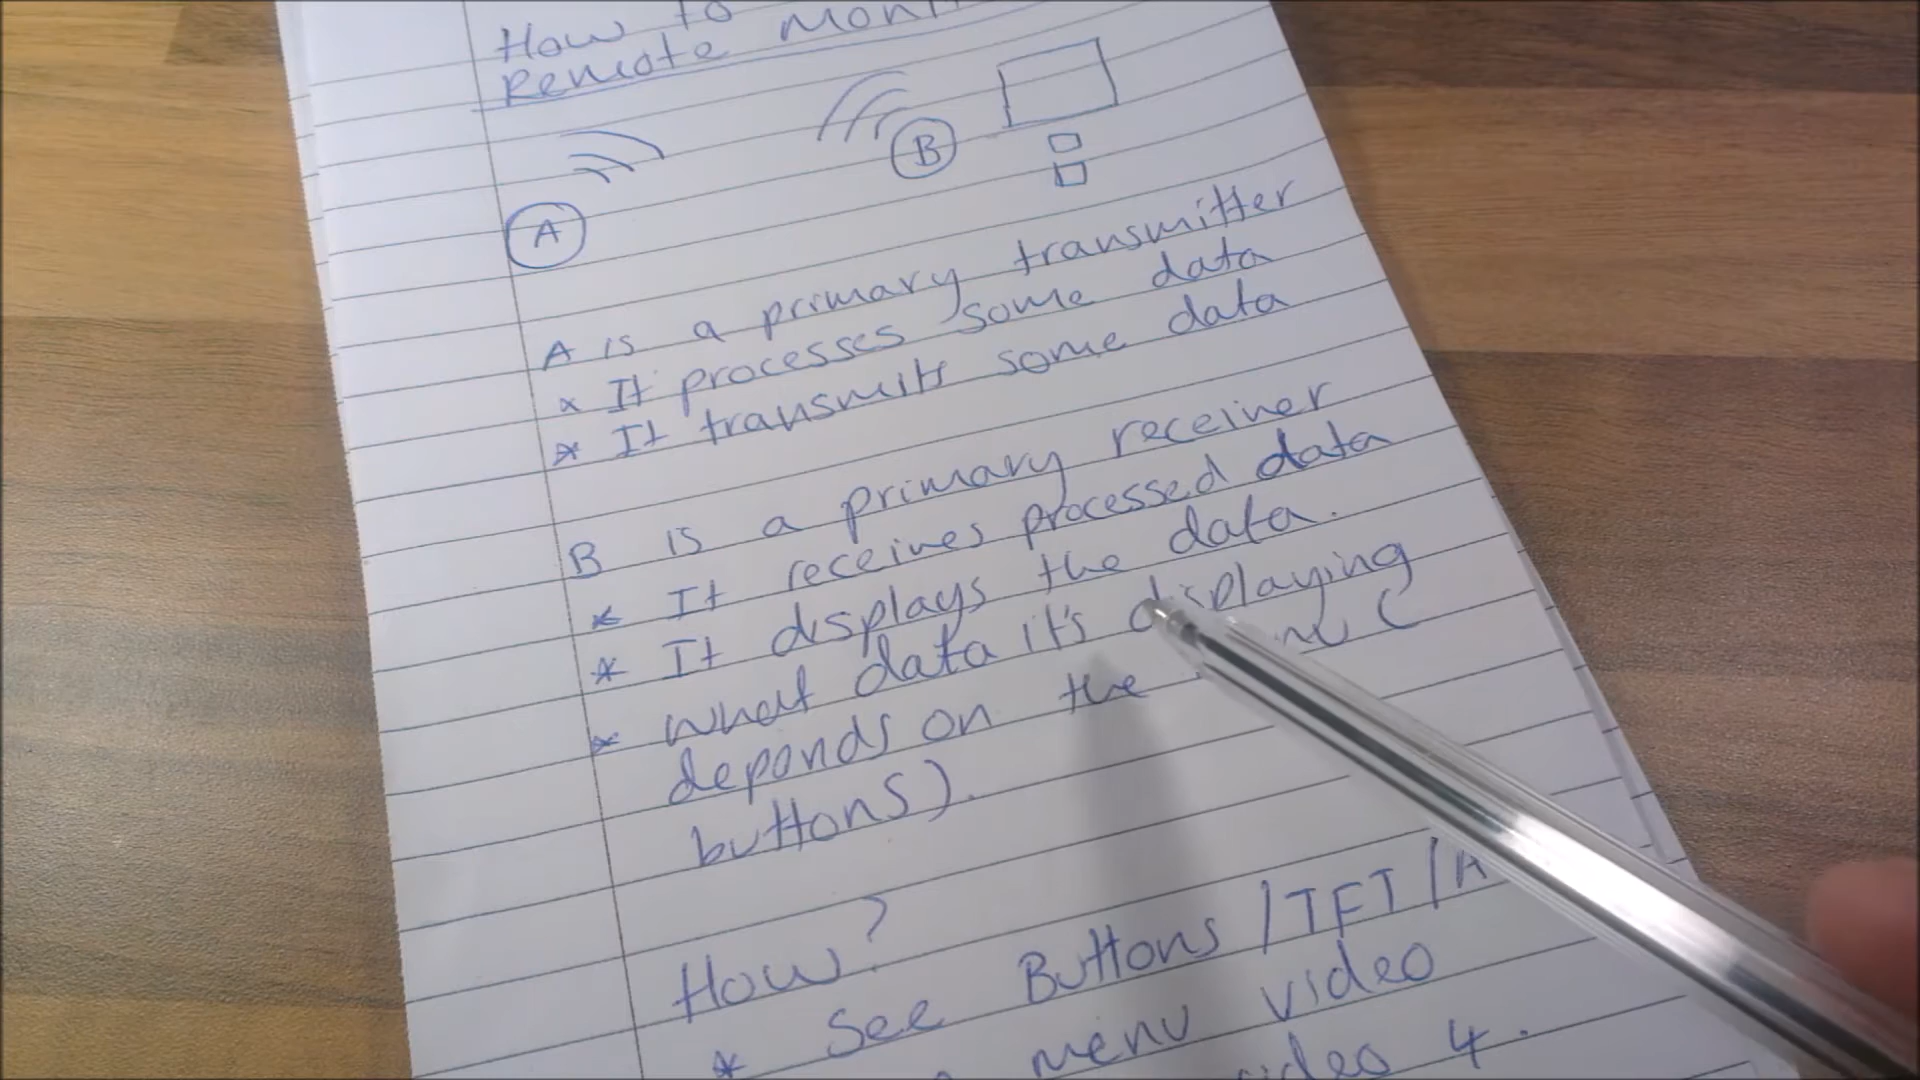 How to
Remote
A
B
A is a primary transmitter
* It processes some data
* It transmits some data
B is a primary receiver
* It receives processed data
* It displays the data.
* What data it's displaying
depends on the (
buttons).
How?
* See Buttons/TFT/
menu video
4.